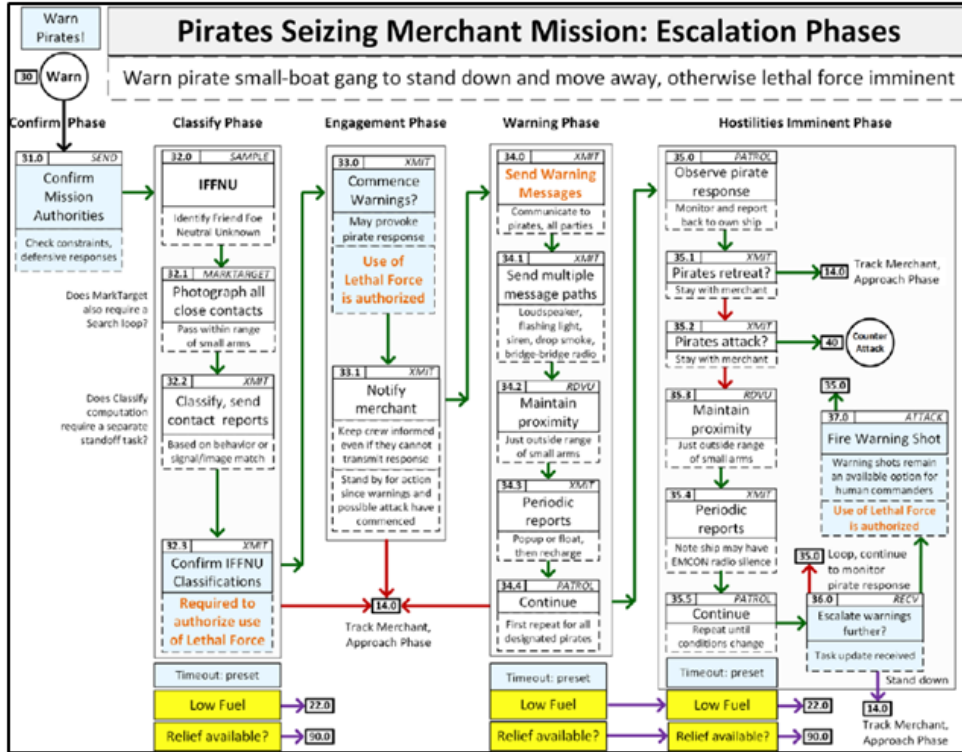 Warn
Pirates!
Pirates Seizing Merchant Mission: Escalation Phases
30
Warn
Warn pirate small-boat gang to stand down and move away, otherwise lethal force imminent
Confirm Phase
Classify Phase
Engagement Phase
Warning Phase
Hostilities Imminent Phase
31.0
SEND
Confirm
Mission
Authorities
Check constraints,
defensive responses
32.0
SAMPLE
IFFNU
Identify Friend Foe
Neutral Unknown
32.1
MARKTARGET
Photograph all
close contacts
Pass within range
of small arms
Does MarkTarget
also require a
Search loop?
32.2
XMIT
Classify, send
contact reports
Based on behavior or
signal/image match
Does Classify
computation
require a separate
standoff task?
32.3
XMIT
Confirm IFFNU
Classifications
Required to
authorize use
of Lethal Force
Timeout: preset
Low Fuel
22.0
Relief available?
90.0
33.0
XMIT
Commence
Warnings?
May provoke
pirate response
Use of
Lethal Force
is authorized
33.1
XMIT
Notify
merchant
Keep crew informed
even if they cannot
transmit response
Stand by for action
since warnings and
possible attack have
commenced
14.0
Track Merchant,
Approach Phase
34.0
XMIT
Send Warning
Messages
Communicate to
pirates, all parties
34.1
XMIT
Send multiple
message paths
Loudspeaker,
flashing light,
siren, drop smoke,
bridge-bridge radio
34.2
RDVU
Maintain
proximity
Just outside range
of small arms
34.3
XMIT
Periodic
reports
Popup or float,
then recharge
34.4
PATROL
Continue
First repeat for all
designated pirates
Timeout: preset
Low Fuel
Relief available?
35.0
PATROL
Observe pirate
response
Monitor and report
back to own ship
35.1
XMIT
Pirates retreat?
Stay with merchant
14.0
Track Merchant,
Approach Phase
35.2
XMIT
Pirates attack?
Stay with merchant
40
Counter
Attack
35.3
RDVU
Maintain
proximity
Just outside range
of small arms
35.4
XMIT
Periodic
reports
Note ship may have
EMCON radio silence
35.5
PATROL
Continue
Repeat until
conditions change
Timeout: preset
Low Fuel
22.0
Relief available?
90.0
35.0
37.0
ATTACK
Fire Warning Shot
Warning shots remain
an available option for
human commanders
Use of Lethal Force
is authorized
35.0
Loop, continue
to monitor
pirate response
36.0
RECV
Escalate warnings
further?
Task update received
Stand down
14.0
Track Merchant,
Approach Phase